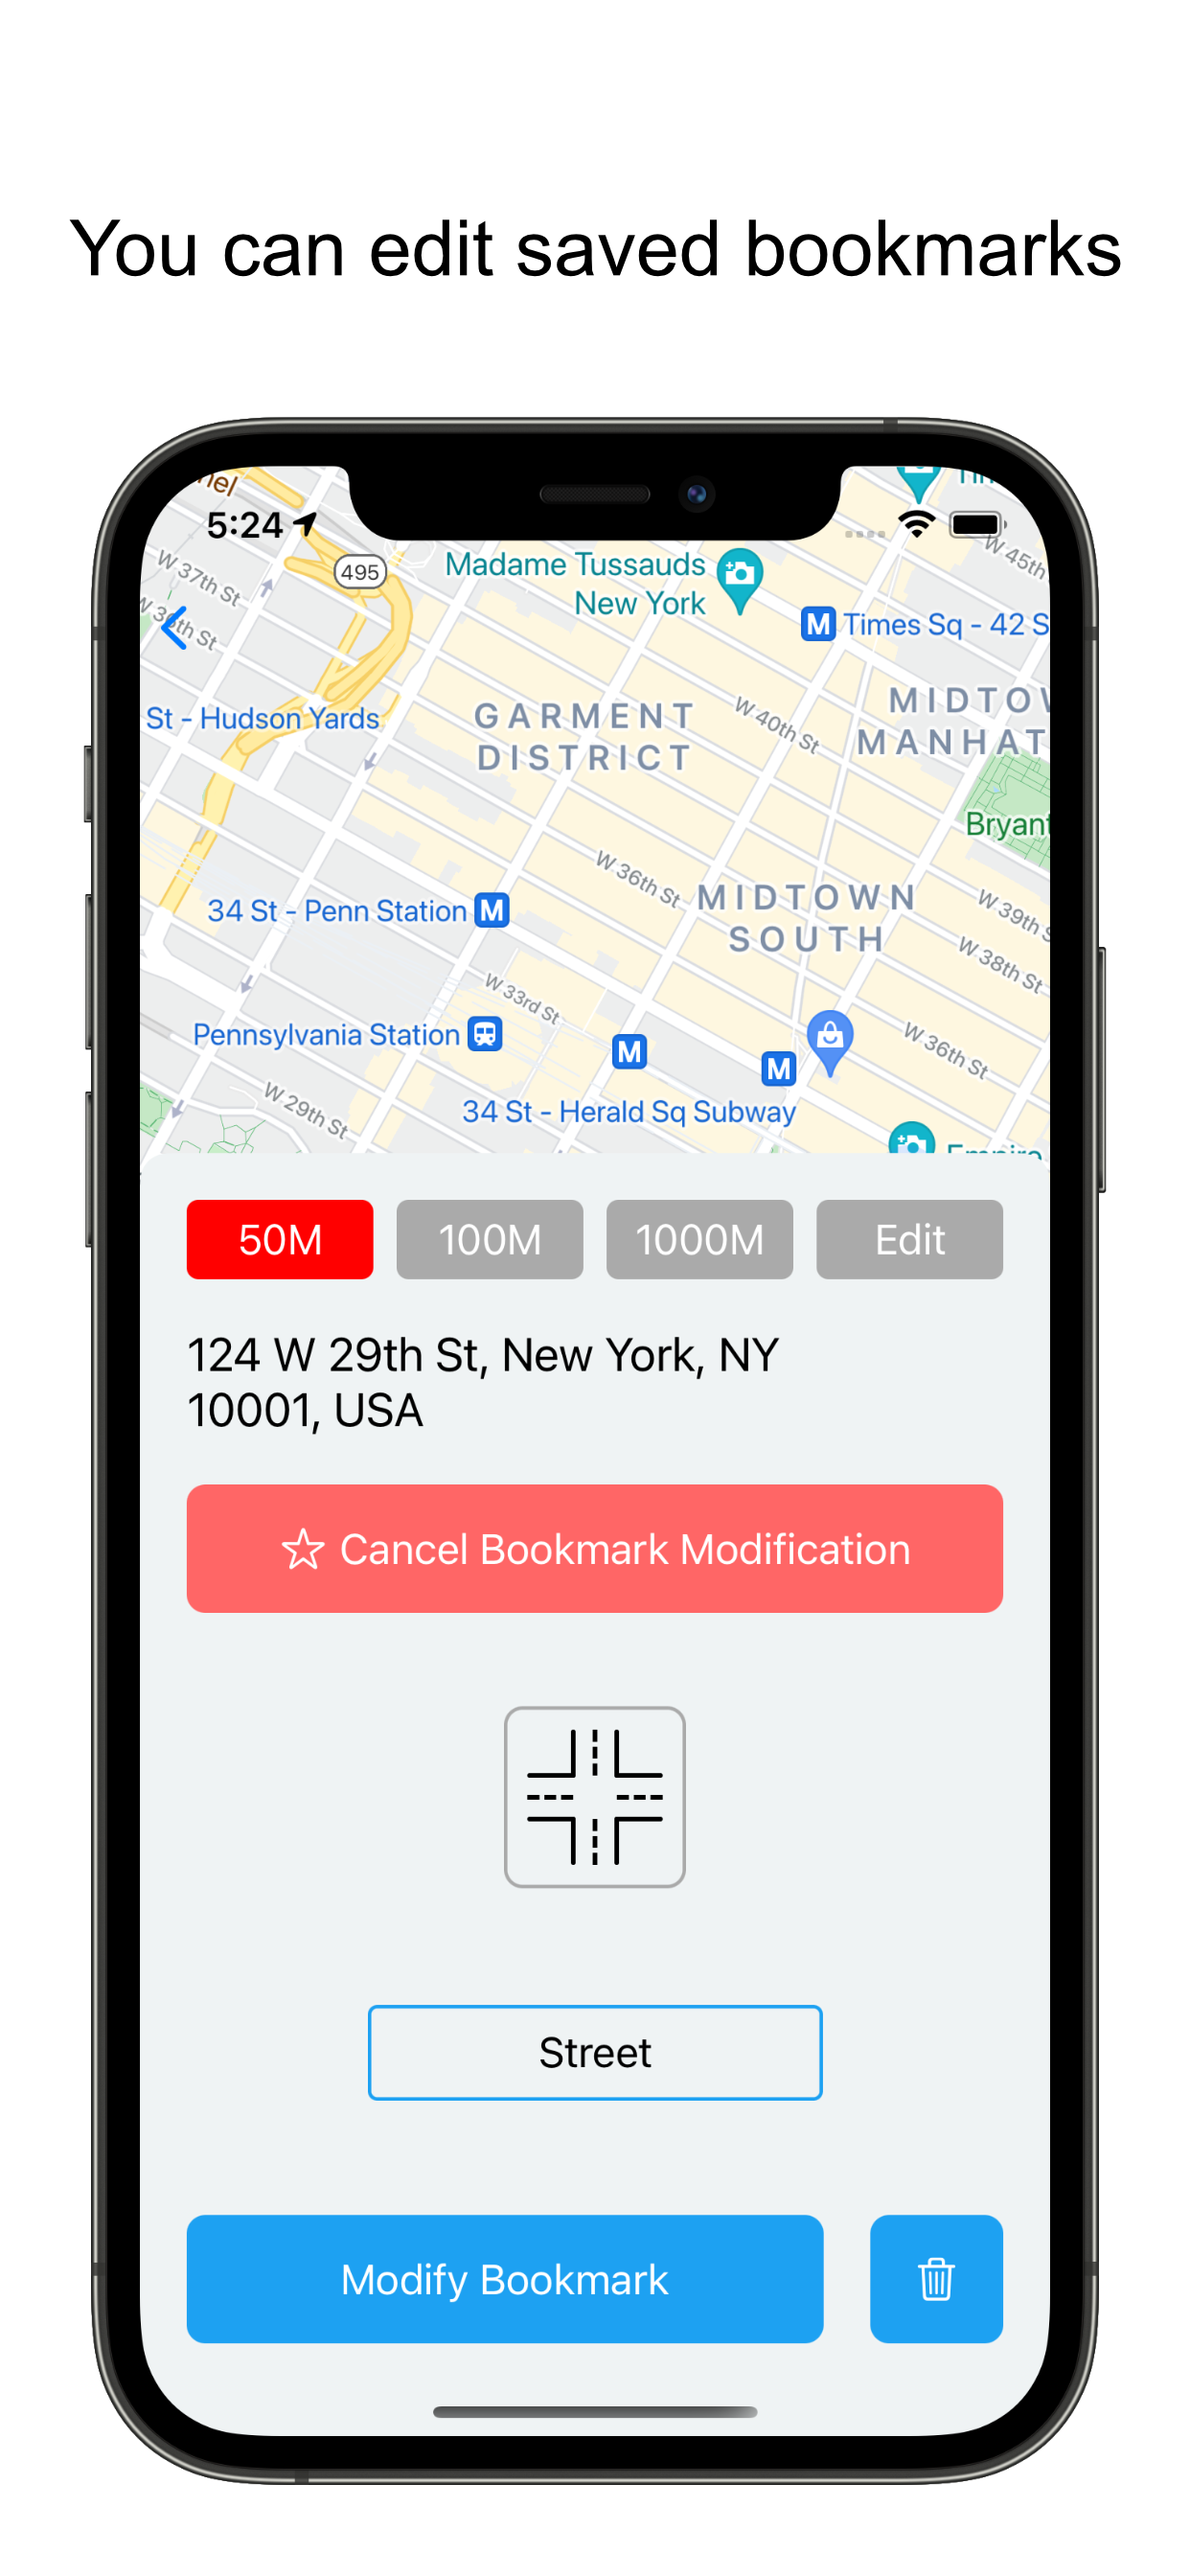 You can edit saved bookmarks
5:24
W 37th St
495
Madame Tussauds
New York
W 45th
Times Sq - 42 S
St - Hudson Yards
GARMENT
DISTRICT
W 40th St
MIDTOW
MANHAT
Bryant
W 36th St
MIDTOWN
SOUTH
W 39th S
34 St - Penn Station M
W 38th St
W 33rd St
Pennsylvania Station
M
M
W 36th St
34 St - Herald Sq Subway
W 29th St
50M 100M 1000M Edit
124 W 29th St, New York, NY
10001, USA
Cancel Bookmark Modification
Street
Modify Bookmark